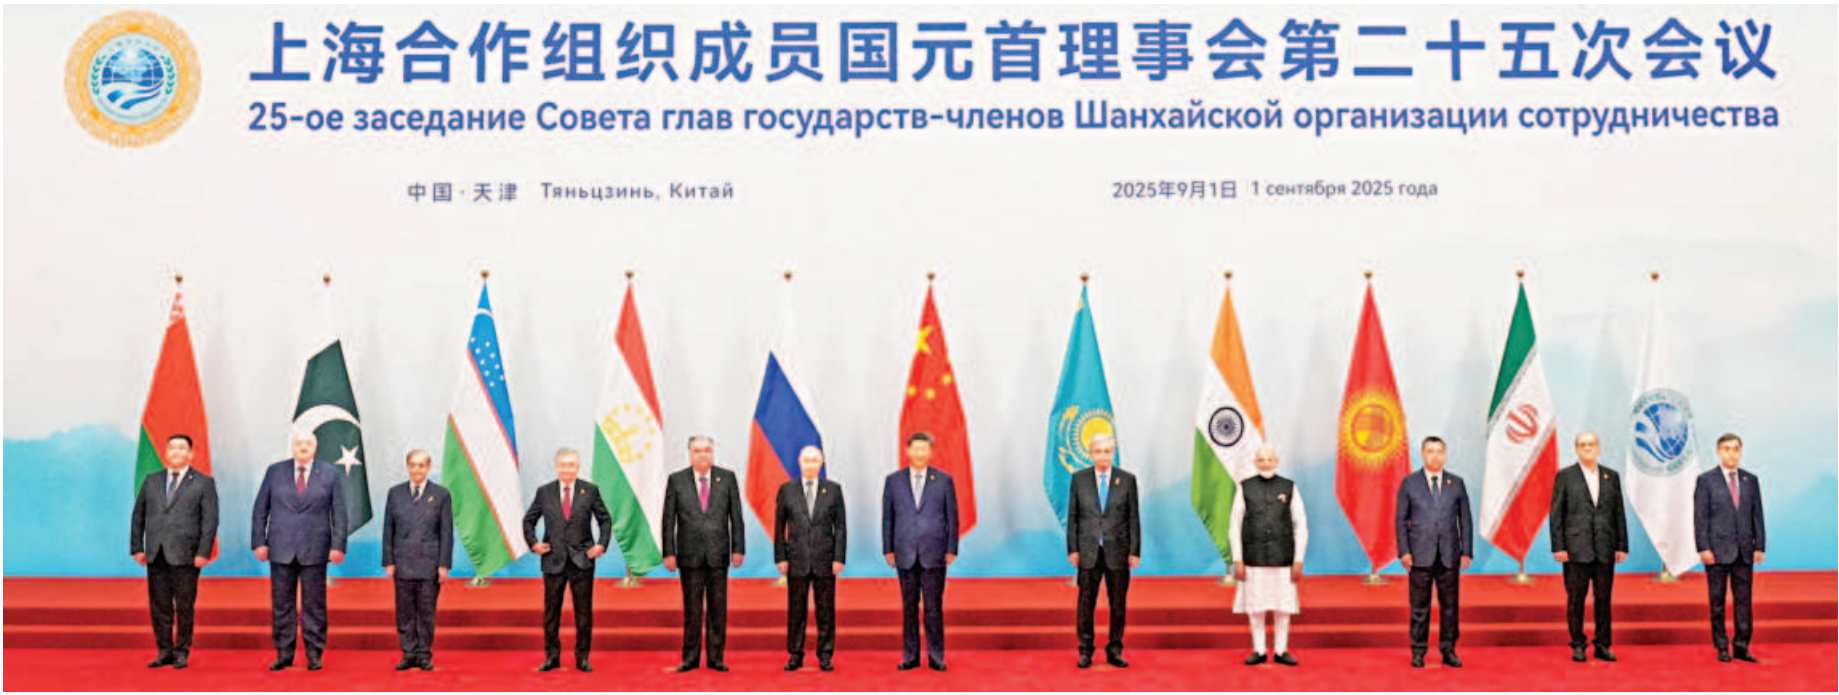 上海合作组织成员国元首理事会第二十五次会议
25-ое заседание Совета глав государств-членов Шанхайской организации сотрудничества
中国·天津 Тяньцзинь, Китай
2025年9月1日 1 сентября 2025 года